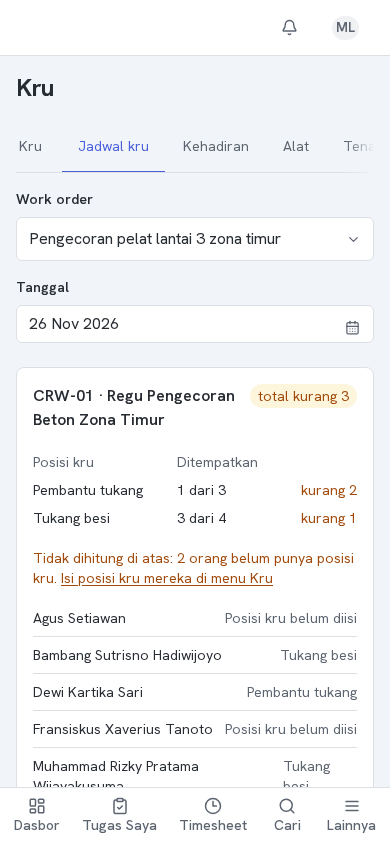 ML
Kru
Kru Jadwal kru Kehadiran Alat Tena
Work order
Pengecoran pelat lantai 3 zona timur
Tanggal
26 Nov 2026
CRW-01 · Regu Pengecoran total kurang 3
Beton Zona Timur
Posisi kru Ditempatkan
Pembantu tukang 1 dari 3 kurang 2
Tukang besi 3 dari 4 kurang 1
Tidak dihitung di atas: 2 orang belum punya posisi
kru. Isi posisi kru mereka di menu Kru
Agus Setiawan Posisi kru belum diisi
Bambang Sutrisno Hadiwijoyo Tukang besi
Dewi Kartika Sari Pembantu tukang
Fransiskus Xaverius Tanoto Posisi kru belum diisi
Muhammad Rizky Pratama Tukang
Wijayakusuma besi
Dasbor Tugas Saya Timesheet Cari Lainnya